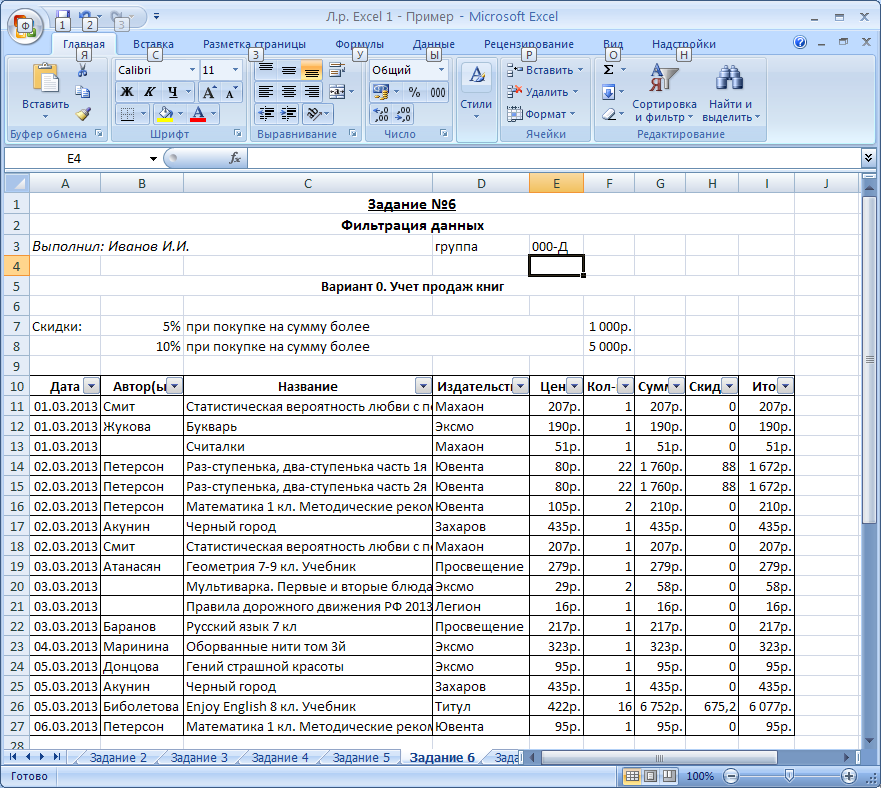 Л.р. Excel 1 - Пример - Microsoft Excel
1 2 3
Главная Вставка Разметка страницы Формулы Данные Рецензирование Вид Надстройки
Я С З У Ы Р О Н
Вставить
Calibri 11
Ж К Ч
Общий
% 000
Стили
Вставить
Удалить
Формат
Σ
Сортировка и фильтр
Найти и выделить
Буфер обмена Шрифт Выравнивание Число Ячейки Редактирование
E4 fx
A B C D E F G H I J
1 Задание №6
2 Фильтрация данных
3 Выполнил: Иванов И.И. группа 000-Д
4
5 Вариант 0. Учет продаж книг
6
7 Скидки: 5% при покупке на сумму более 1 000р.
8 10% при покупке на сумму более 5 000р.
9
10 Дата Автор(ы Название Издательств Цен Кол- Сумм Скид Ито
11 01.03.2013 Смит Статистическая вероятность любви с п Махаон 207р. 1 207р. 0 207р.
12 01.03.2013 Жукова Букварь Эксмо 190р. 1 190р. 0 190р.
13 01.03.2013 Считалки Махаон 51р. 1 51р. 0 51р.
14 02.03.2013 Петерсон Раз-ступенька, два-ступенька часть 1я Ювента 80р. 22 1 760р. 88 1 672р.
15 02.03.2013 Петерсон Раз-ступенька, два-ступенька часть 2я Ювента 80р. 22 1 760р. 88 1 672р.
16 02.03.2013 Петерсон Математика 1 кл. Методические реком Ювента 105р. 2 210р. 0 210р.
17 02.03.2013 Акунин Черный город Захаров 435р. 1 435р. 0 435р.
18 02.03.2013 Смит Статистическая вероятность любви с п Махаон 207р. 1 207р. 0 207р.
19 03.03.2013 Атанасян Геометрия 7-9 кл. Учебник Просвещение 279р. 1 279р. 0 279р.
20 03.03.2013 Мультиварка. Первые и вторые блюда Эксмо 29р. 2 58р. 0 58р.
21 03.03.2013 Правила дорожного движения РФ 2013 Легион 16р. 1 16р. 0 16р.
22 03.03.2013 Баранов Русский язык 7 кл Просвещение 217р. 1 217р. 0 217р.
23 04.03.2013 Маринина Оборванные нити том 3й Эксмо 323р. 1 323р. 0 323р.
24 05.03.2013 Донцова Гений страшной красоты Эксмо 95р. 1 95р. 0 95р.
25 05.03.2013 Акунин Черный город Захаров 435р. 1 435р. 0 435р.
26 05.03.2013 Биболетова Enjoy English 8 кл. Учебник Титул 422р. 16 6 752р. 675,2 6 077р.
27 06.03.2013 Петерсон Математика 1 кл. Методические реком Ювента 95р. 1 95р. 0 95р.
28
Задание 2 Задание 3 Задание 4 Задание 5 Задание 6 Зада
Готово 100%